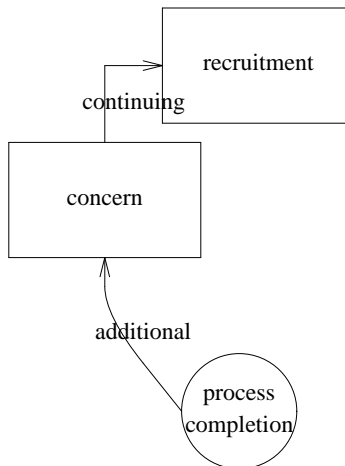 recruitment
continuing
concern
additional
process
completion